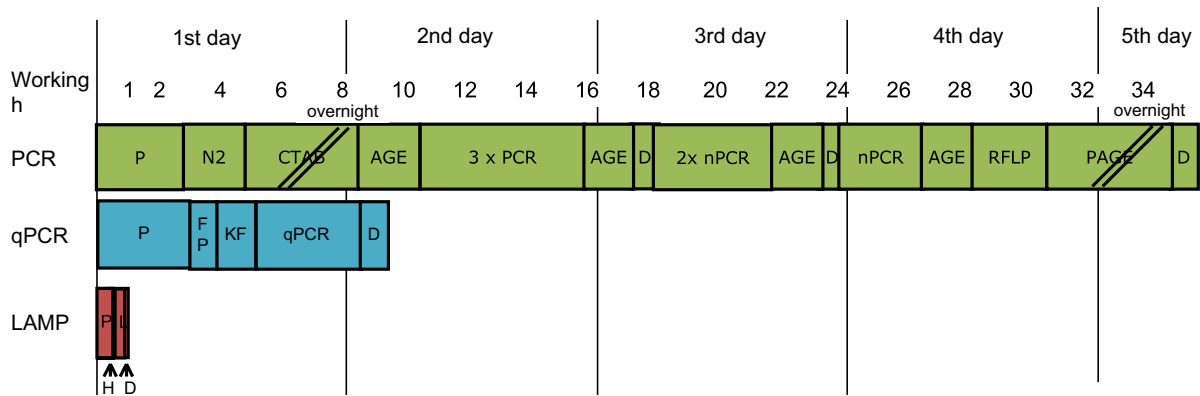 1st day 2nd day 3rd day 4th day 5th day
Working
h
1 2 4 6 8 10 12 14 16 18 20 22 24 26 28 30 32 34
overnight overnight
PCR P N2 CTAB AGE 3 x PCR AGE D 2x nPCR AGE D nPCR AGE RFLP PAGE D
qPCR P F
P KF qPCR D
LAMP P L
H D